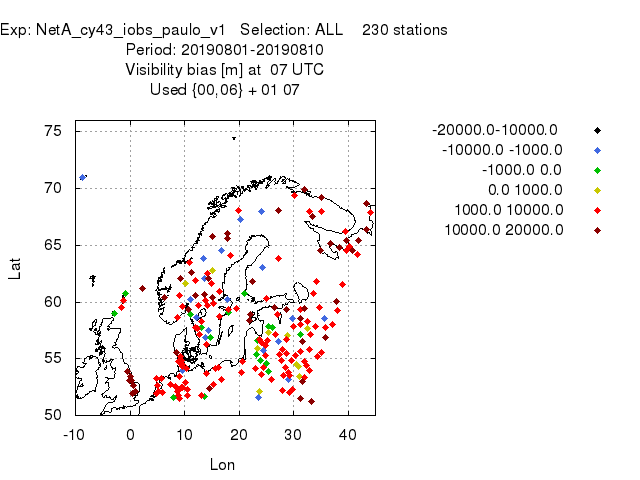 Exp: NetA_cy43_iobs_paulo_v1 Selection: ALL 230 stations
Period: 20190801-20190810
Visibility bias [m] at 07 UTC
Used {00,06} + 01 07
-20000.0-10000.0
-10000.0 -1000.0
-1000.0 0.0
0.0 1000.0
1000.0 10000.0
10000.0 20000.0
75
70
65
60
55
50
Lat
-10 0 10 20 30 40
Lon